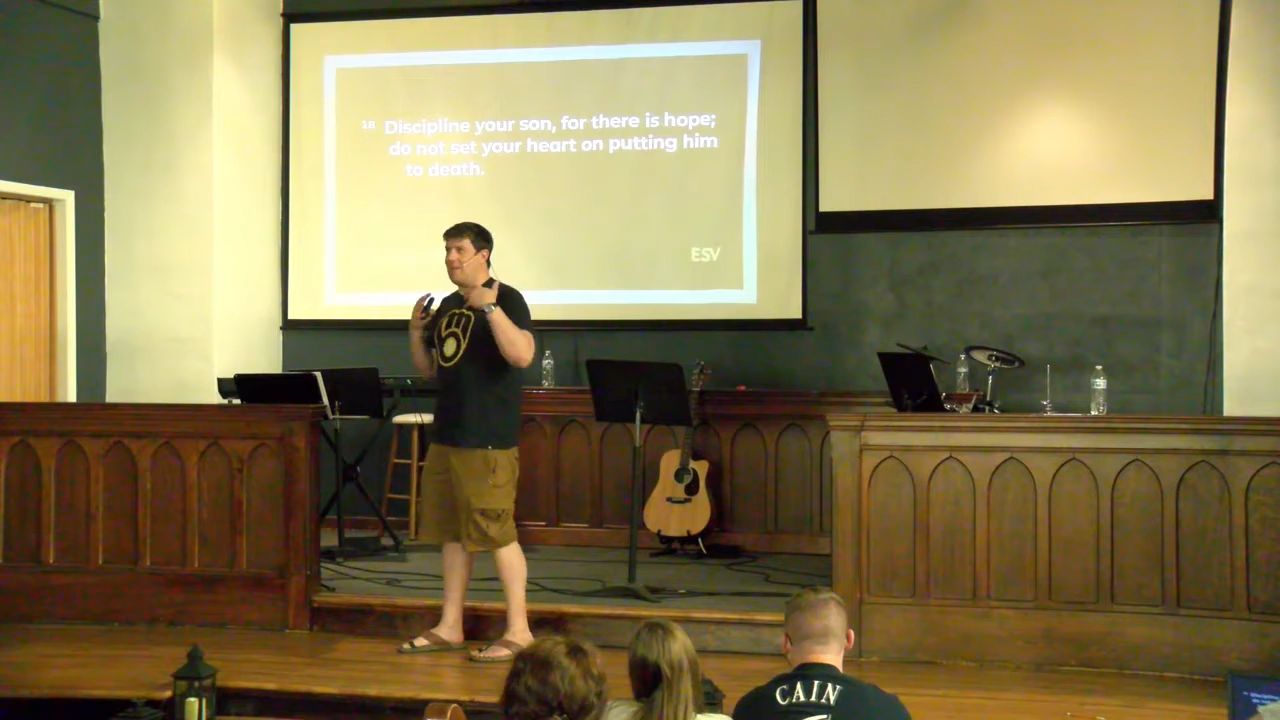 18 Discipline your son, for there is hope;
do not set your heart on putting him
to death.
ESV
CAIN